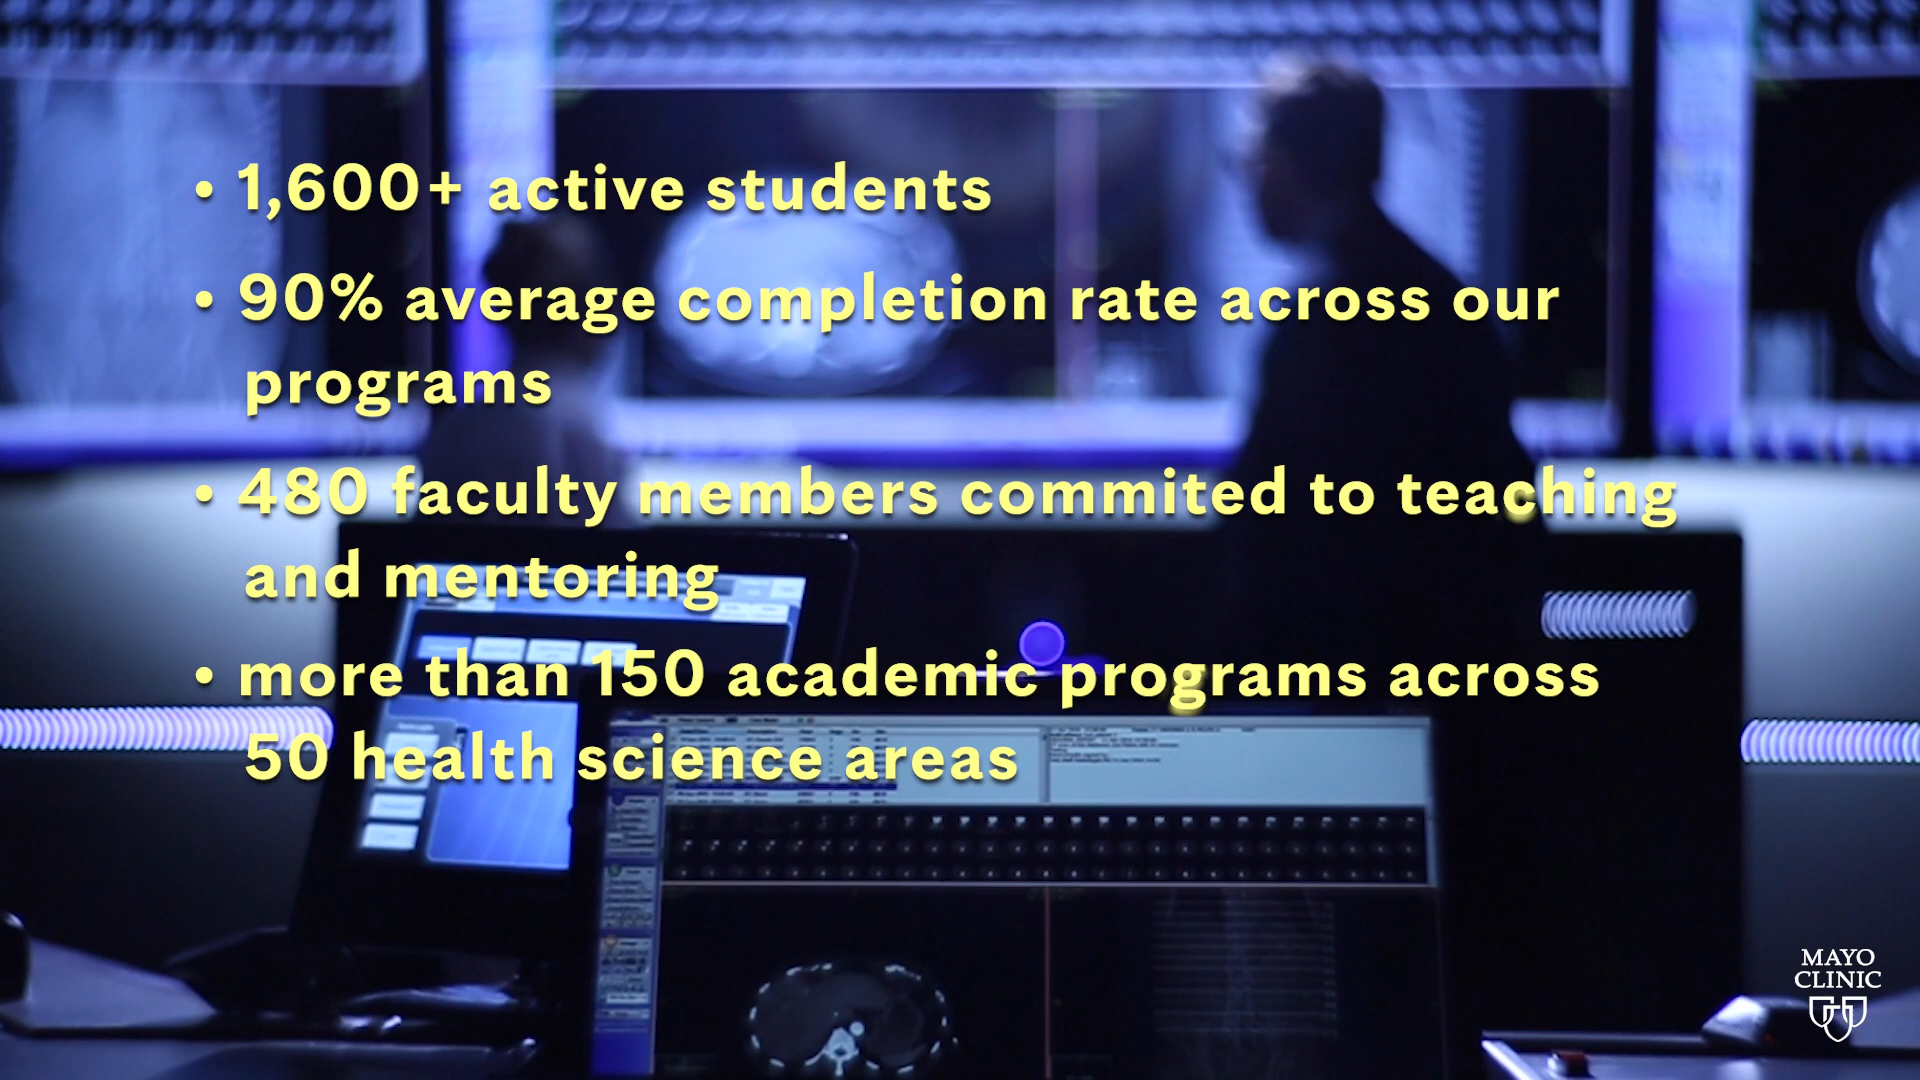 • 1,600+ active students
• 90% average completion rate across our
programs
• 480 faculty members commited to teaching
and mentoring
• more than 150 academic programs across
50 health science areas
MAYO
CLINIC